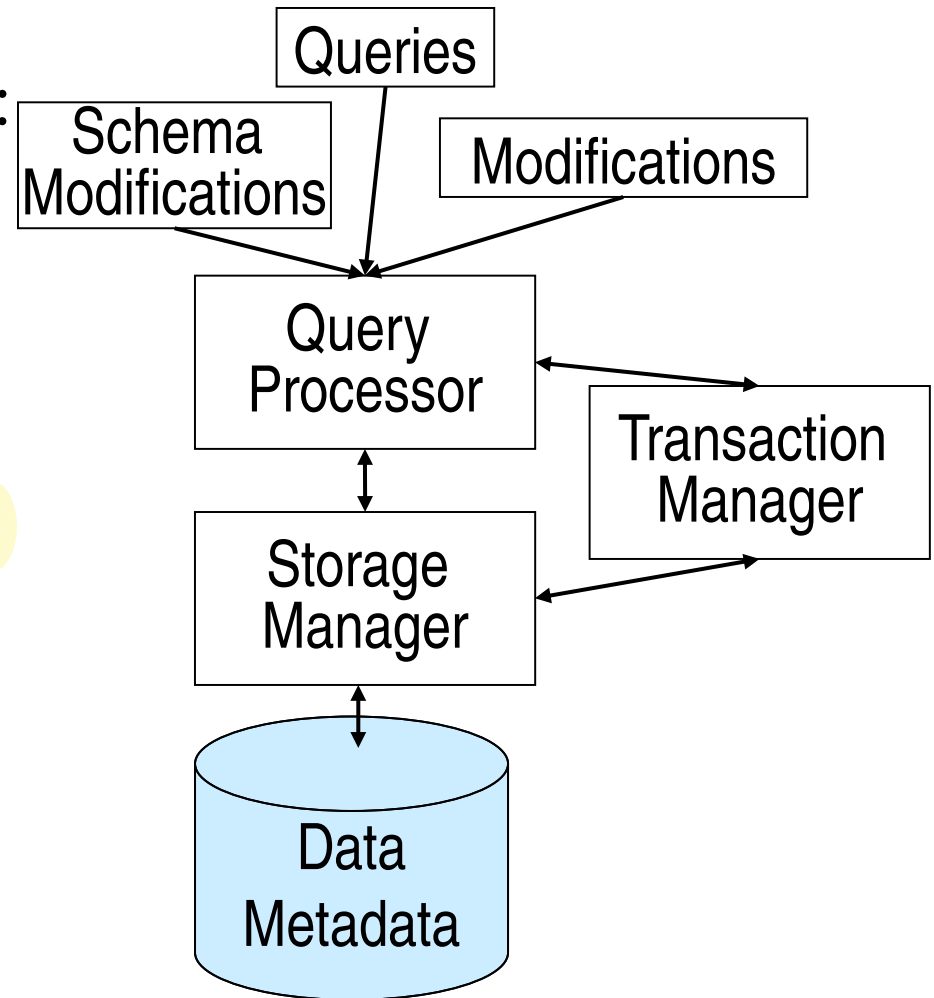 Queries
:
Schema
Modifications
Modifications
Query
Processor
Transaction
Manager
Storage
Manager
Data
Metadata